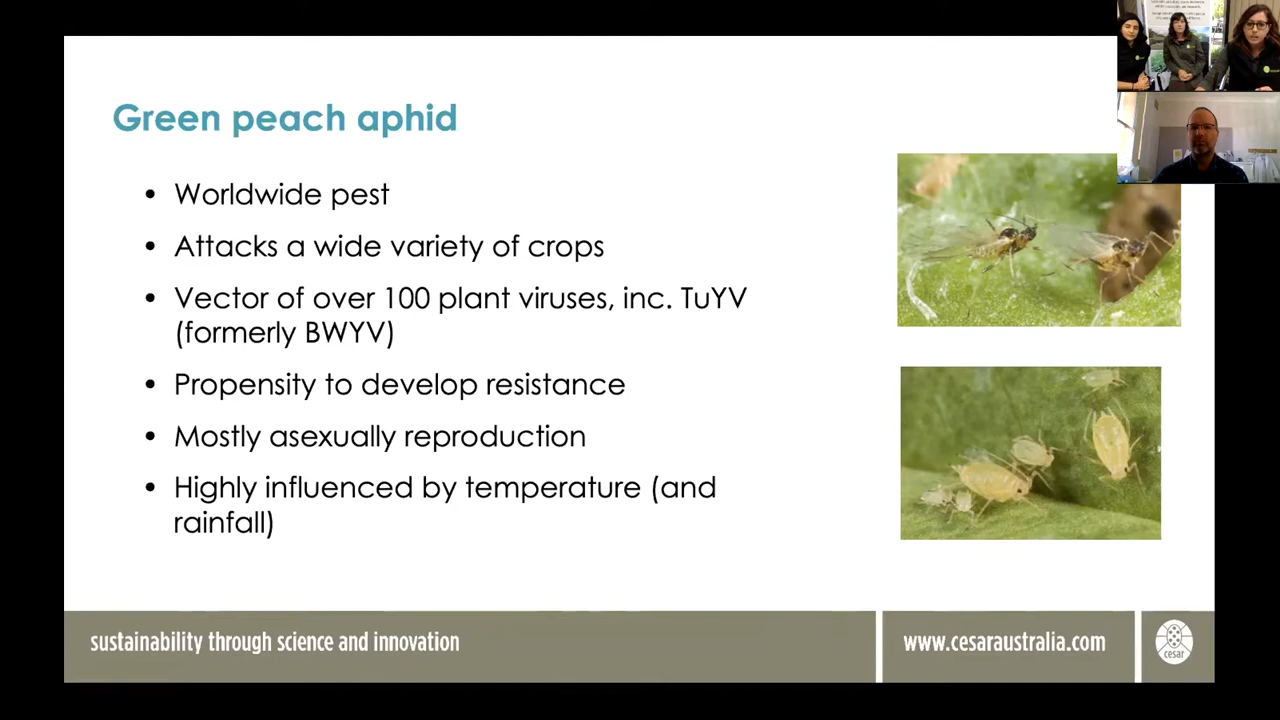 Green peach aphid
• Worldwide pest
• Attacks a wide variety of crops
• Vector of over 100 plant viruses, inc. TuYV
(formerly BWYV)
• Propensity to develop resistance
• Mostly asexually reproduction
• Highly influenced by temperature (and
rainfall)
sustainability through science and innovation
www.cesaraustralia.com
cesar